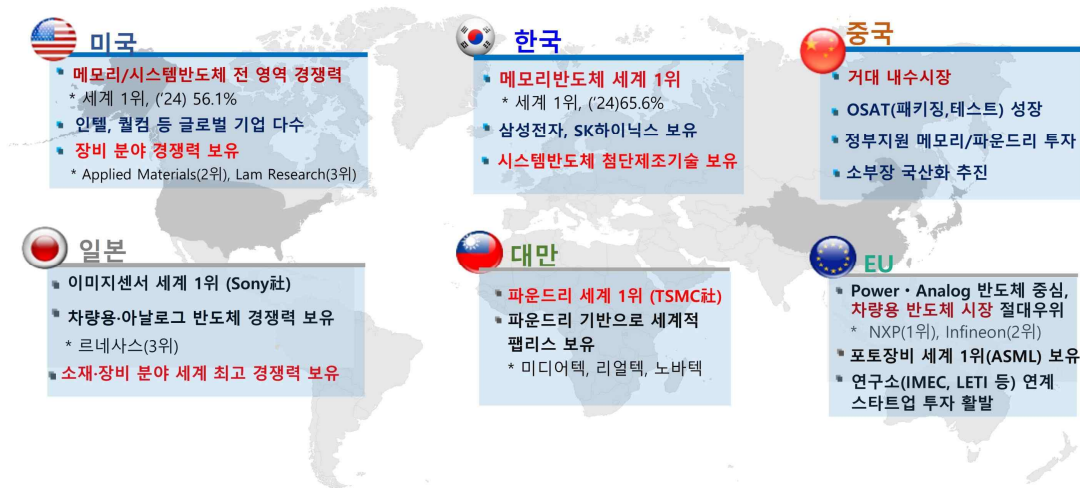 미국
메모리/시스템반도체 전 영역 경쟁력
* 세계 1위, ('24) 56.1%
인텔, 퀄컴 등 글로벌 기업 다수
장비 분야 경쟁력 보유
* Applied Materials(2위), Lam Research(3위)
한국
메모리반도체 세계 1위
* 세계 1위, ('24)65.6%
삼성전자, SK하이닉스 보유
시스템반도체 첨단제조기술 보유
중국
거대 내수시장
OSAT(패키징,테스트) 성장
정부지원 메모리/파운드리 투자
소부장 국산화 추진
일본
이미지센서 세계 1위 (Sony社)
차량용·아날로그 반도체 경쟁력 보유
* 르네사스(3위)
소재·장비 분야 세계 최고 경쟁력 보유
대만
파운드리 세계 1위 (TSMC社)
파운드리 기반으로 세계적
팹리스 보유
* 미디어텍, 리얼텍, 노바텍
EU
Power · Analog 반도체 중심,
차량용 반도체 시장 절대우위
* NXP(1위), Infineon(2위)
포토장비 세계 1위(ASML) 보유
연구소(IMEC, LETI 등) 연계
스타트업 투자 활발